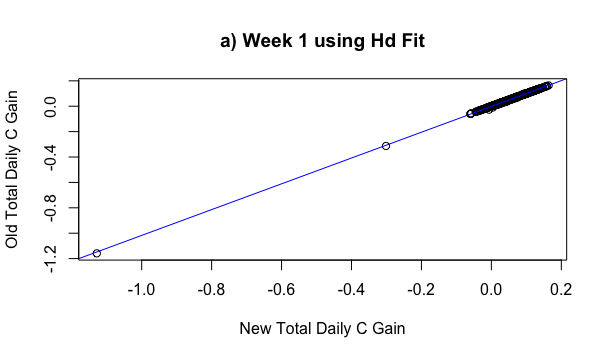 a) Week 1 using Hd Fit
Old Total Daily C Gain
0.0
-0.4
-0.8
-1.2
-1.0 -0.8 -0.6 -0.4 -0.2 0.0 0.2
New Total Daily C Gain